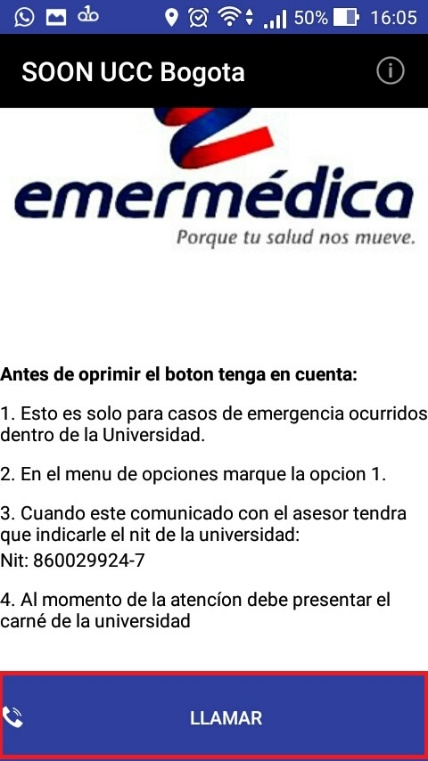 50% 16:05
SOON UCC Bogota
emermédica
Porque tu salud nos mueve.
Antes de oprimir el boton tenga en cuenta:
1. Esto es solo para casos de emergencia ocurridos
dentro de la Universidad.
2. En el menu de opciones marque la opcion 1.
3. Cuando este comunicado con el asesor tendra
que indicarle el nit de la universidad:
Nit: 860029924-7
4. Al momento de la atencíon debe presentar el
carné de la universidad
LLAMAR